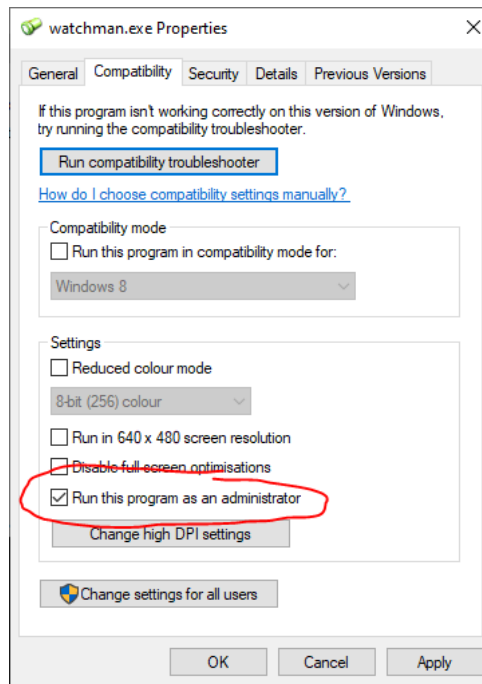 watchman.exe Properties
General Compatibility Security Details Previous Versions
If this program isn't working correctly on this version of Windows,
try running the compatibility troubleshooter.
Run compatibility troubleshooter
How do I choose compatibility settings manually?
Compatibility mode
Run this program in compatibility mode for:
Windows 8
Settings
Reduced colour mode
8-bit (256) colour
Run in 640 x 480 screen resolution
Disable full-screen optimisations
Run this program as an administrator
Change high DPI settings
Change settings for all users
OK Cancel Apply